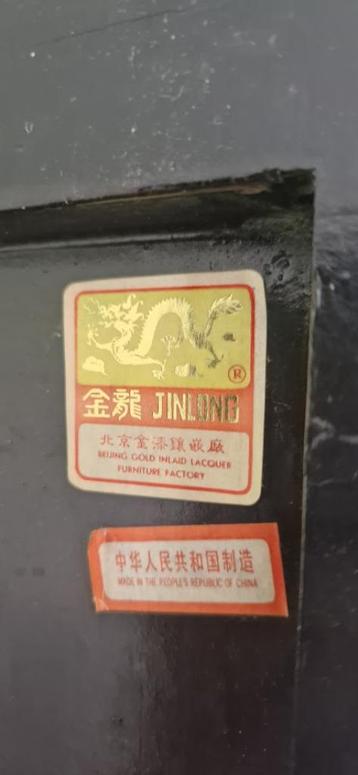 ®
金龍 JINLONG
北京金漆鑲嵌廠
BEIJING GOLD INLAID LACQUER
FURNITURE FACTORY
中华人民共和国制造
MADE IN THE PEOPLE'S REPUBLIC OF CHINA